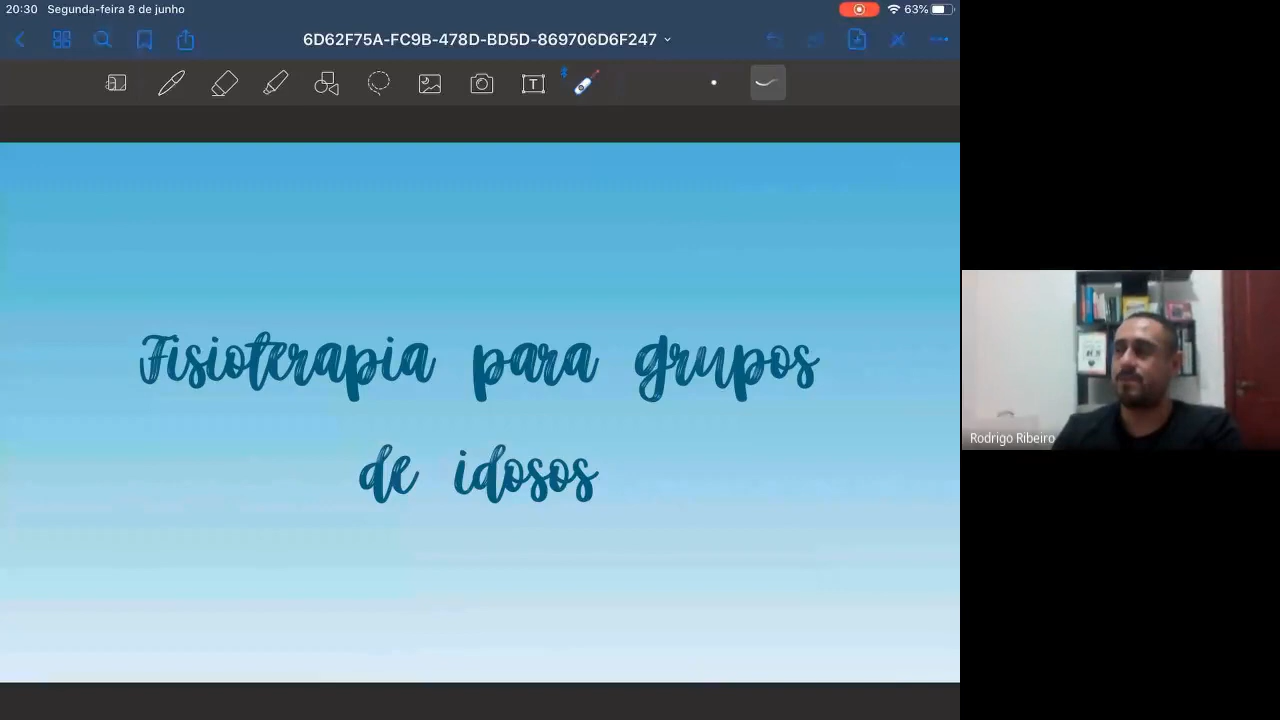 20:30 Segunda-feira 8 de junho
63%
6D62F75A-FC9B-478D-BD5D-869706D6F247
T
Fisioterapia para grupos
de idosos
Rodrigo Ribeiro